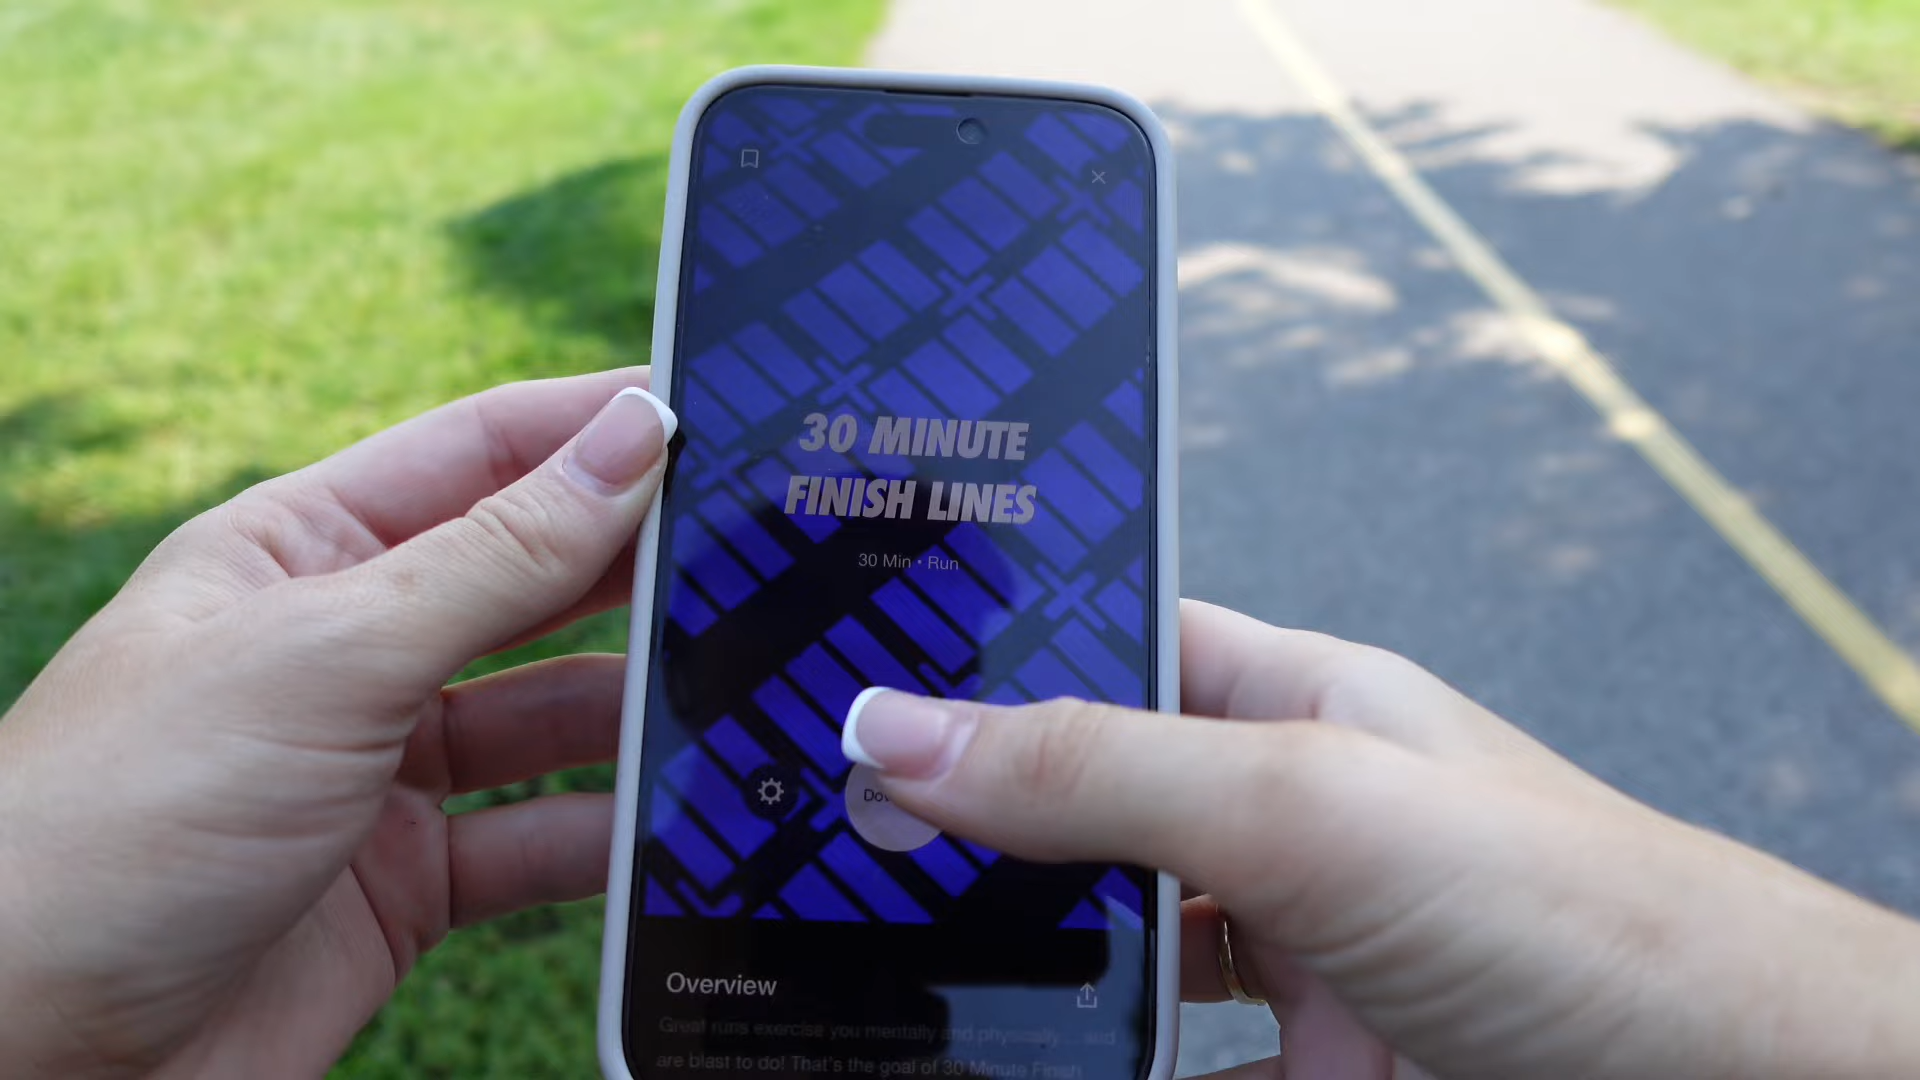 30 MINUTE
FINISH LINES
30 Min • Run
Overview
Great runs exercise you mentally and physically... and
are blast to do! That's the goal of 30 Minute Finish